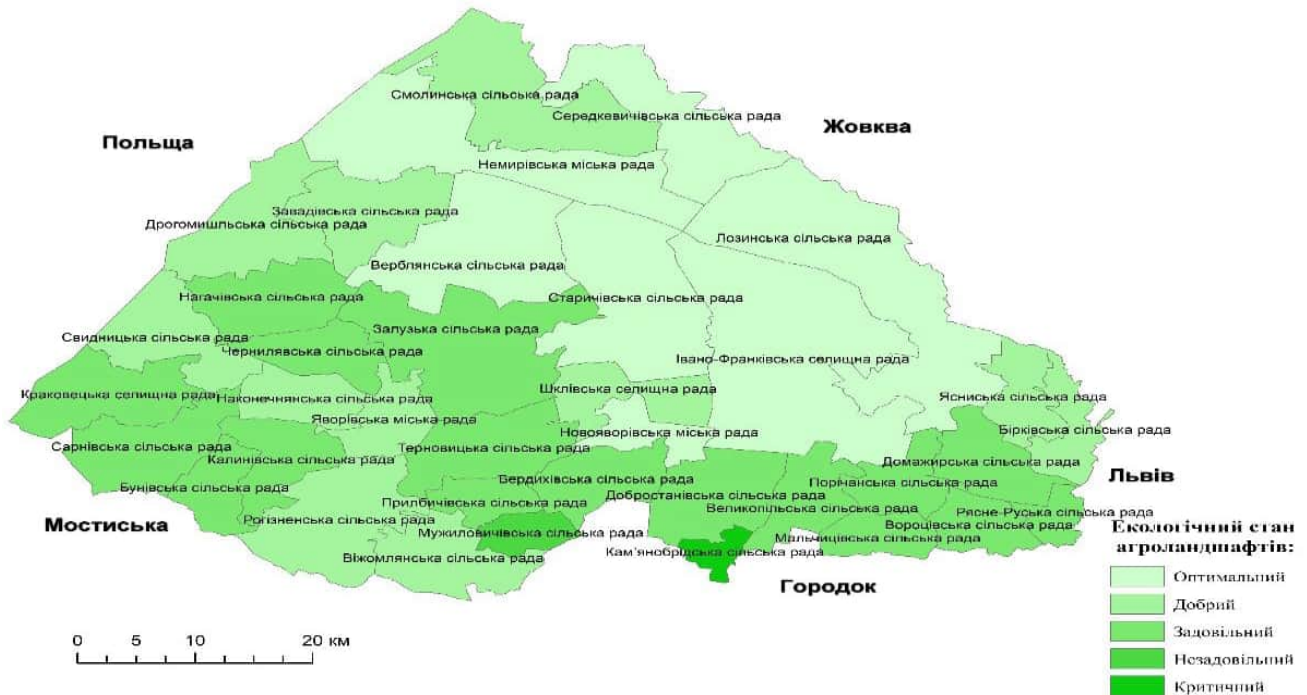 Смолинська сільська рада
Середкевичівська сільська рада
Жовква
Польща
Немирівська міська рада
Завадівська сільська рада
Дрогомишльська сільська рада
Лозинська сільська рада
Верблянська сільська рада
Нагачівська сільська рада
Старичівська сільська рада
Залузька сільська рада
Свидницька сільська рада
Чернилявська сільська рада
Івано-Франківська селищна рада
Шклівська селищна рада
Краковецька селищна рада
Наконечнянська сільська рада
Ясниська сільська рада
Яворівська міська рада
Бірківська сільська рада
Новояворівська міська рада
Сарнівська сільська рада
Терновицька сільська рада
Калинівська сільська рада
Домажирська сільська рада
Львів
Бердихівська сільська рада
Порічанська сільська рада
Бунівська сільська рада
Добростанівська сільська рада
Прилбичівська сільська рада
Великопільська сільська рада
Рясне-Руська сільська рада
Мостиська
Рогізненська сільська рада
Вороцівська сільська рада
Мужиловичівська сільська рада
Мальчицівська сільська рада
Кам'янобрідська сільська рада
Віжомлянська сільська рада
Городок
Екологічний стан
агроландшафтів:
Оптимальний
Добрий
Задовільний
Незадовільний
Критичний
0 5 10 20 км